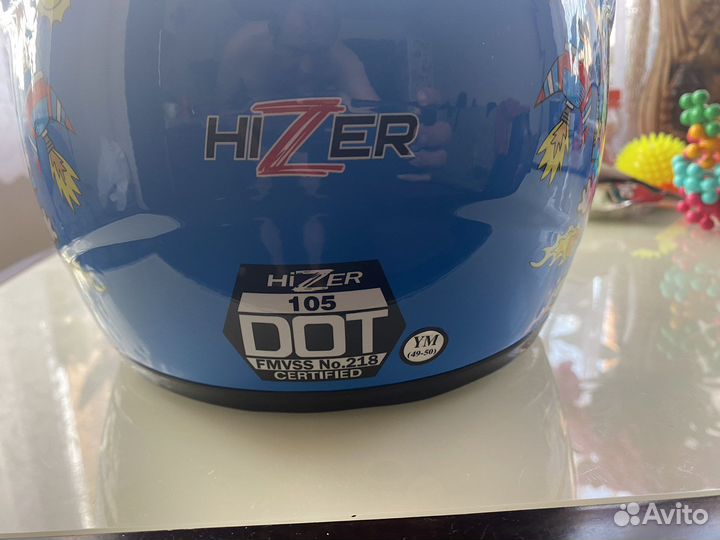 HiZER
HiZER
105
DOT
FMVSS No.218
CERTIFIED
YM
(49-50)
Avito